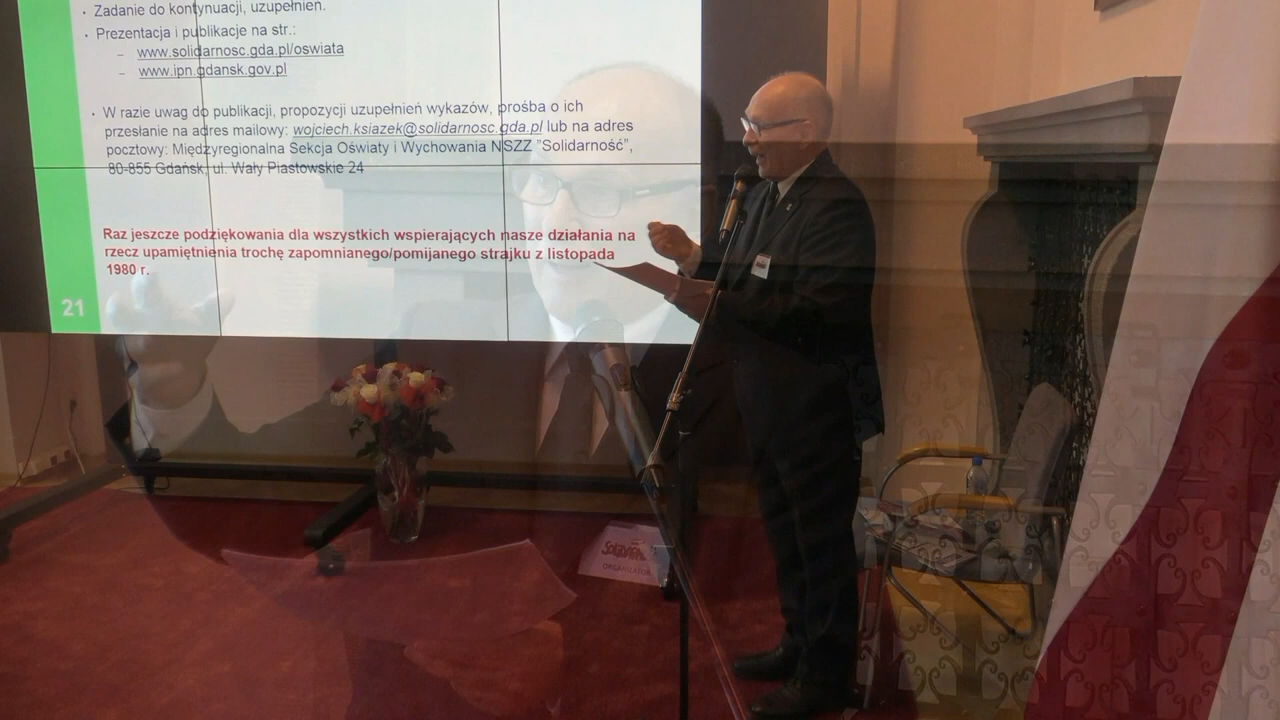 Zadanie do kontynuacji, uzupełnień.
Prezentacja i publikacje na str.:
www.solidarnosc.gda.pl/oswiata
www.ipn.gdansk.gov.pl
W razie uwag do publikacji, propozycji uzupełnień wykazów, prośba o ich
przesłanie na adres mailowy: wojciech.ksiazek@solidarnosc.gda.pl lub na adres
pocztowy: Międzyregionalna Sekcja Oświaty i Wychowania NSZZ "Solidarność",
80-855 Gdańsk, ul. Wały Piastowskie 24
Raz jeszcze podziękowania dla wszystkich wspierających nasze działania na
rzecz upamiętnienia trochę zapomnianego/pomijanego strajku z listopada
1980 r.
21
Solidarność
ORGANIZATOR